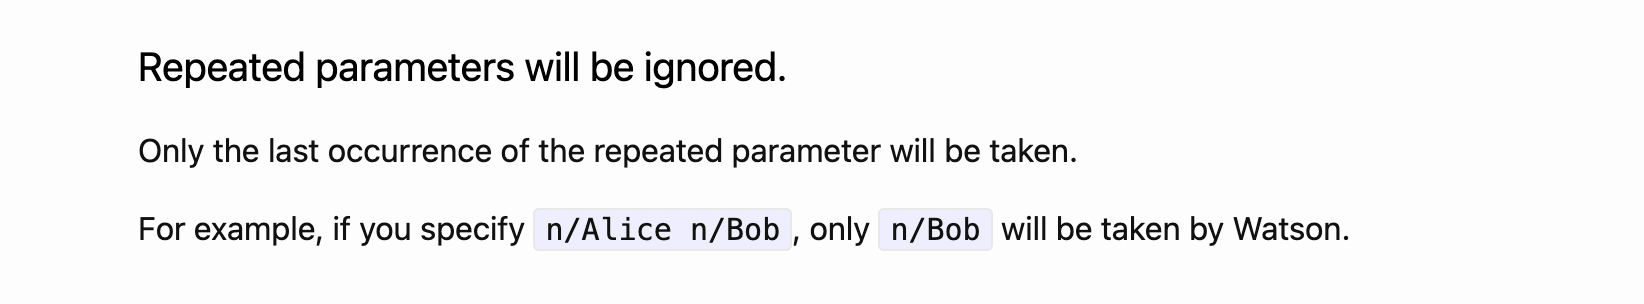 Repeated parameters will be ignored.
Only the last occurrence of the repeated parameter will be taken.
For example, if you specify n/Alice n/Bob, only n/Bob will be taken by Watson.